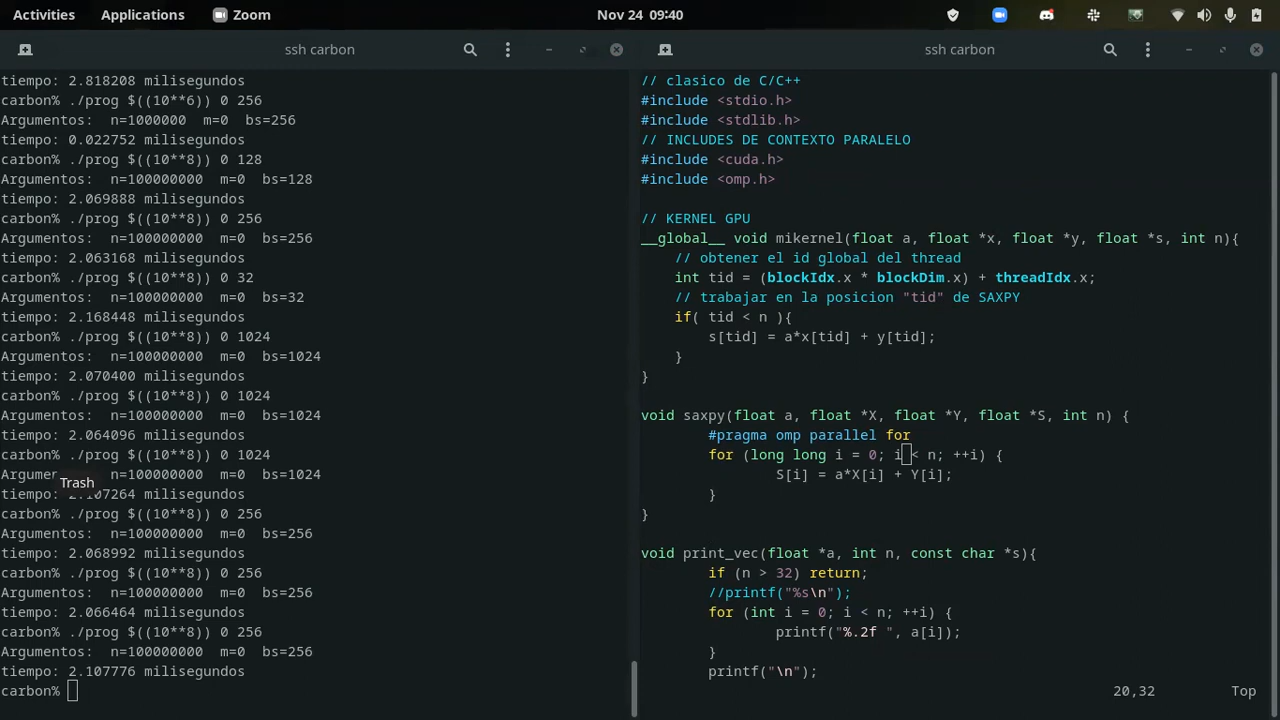 Activities Applications Zoom Nov 24 09:40
ssh carbon
tiempo: 2.818208 milisegundos
carbon% ./prog $((10**6)) 0 256
Argumentos:  n=1000000  m=0  bs=256
tiempo: 0.022752 milisegundos
carbon% ./prog $((10**8)) 0 128
Argumentos:  n=100000000  m=0  bs=128
tiempo: 2.069888 milisegundos
carbon% ./prog $((10**8)) 0 256
Argumentos:  n=100000000  m=0  bs=256
tiempo: 2.063168 milisegundos
carbon% ./prog $((10**8)) 0 32
Argumentos:  n=100000000  m=0  bs=32
tiempo: 2.168448 milisegundos
carbon% ./prog $((10**8)) 0 1024
Argumentos:  n=100000000  m=0  bs=1024
tiempo: 2.070400 milisegundos
carbon% ./prog $((10**8)) 0 1024
Argumentos:  n=100000000  m=0  bs=1024
tiempo: 2.064096 milisegundos
carbon% ./prog $((10**8)) 0 1024
Argumen n=100000000  m=0  bs=1024
Trash
milisegundos
carbon% ./prog $((10**8)) 0 256
Argumentos:  n=100000000  m=0  bs=256
tiempo: 2.068992 milisegundos
carbon% ./prog $((10**8)) 0 256
Argumentos:  n=100000000  m=0  bs=256
tiempo: 2.066464 milisegundos
carbon% ./prog $((10**8)) 0 256
Argumentos:  n=100000000  m=0  bs=256
tiempo: 2.107776 milisegundos
carbon%
ssh carbon
// clasico de C/C++
#include <stdio.h>
#include <stdlib.h>
// INCLUDES DE CONTEXTO PARALELO
#include <cuda.h>
#include <omp.h>
// KERNEL GPU
__global__ void mikernel(float a, float *x, float *y, float *s, int n){
    // obtener el id global del thread
    int tid = (blockIdx.x * blockDim.x) + threadIdx.x;
    // trabajar en la posicion "tid" de SAXPY
    if( tid < n ){
        s[tid] = a*x[tid] + y[tid];
    }
}
void saxpy(float a, float *X, float *Y, float *S, int n) {
        #pragma omp parallel for
        for (long long i = 0; i < n; ++i) {
                S[i] = a*X[i] + Y[i];
        }
}
void print_vec(float *a, int n, const char *s){
        if (n > 32) return;
        //printf("%s\n");
        for (int i = 0; i < n; ++i) {
                printf("%.2f ", a[i]);
        }
        printf("\n");
20,32 Top